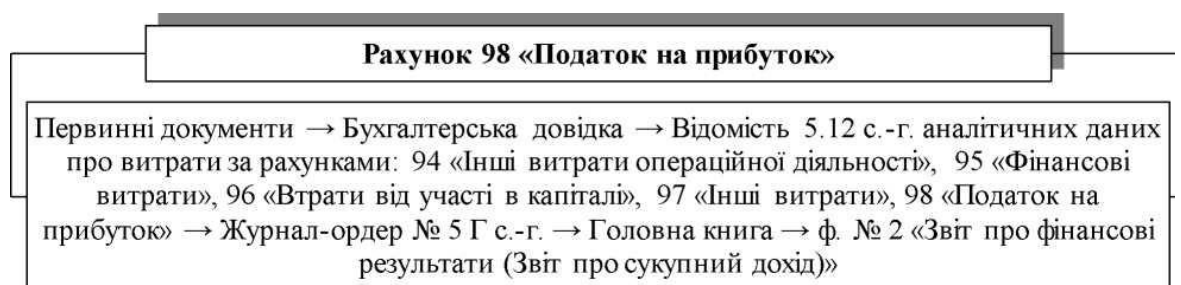 Рахунок 98 «Податок на прибуток»
Первинні документи → Бухгалтерська довідка → Відомість 5.12 с.-г. аналітичних даних
про витрати за рахунками: 94 «Інші витрати операційної діяльності», 95 «Фінансові
витрати», 96 «Втрати від участі в капіталі», 97 «Інші витрати», 98 «Податок на
прибуток» → Журнал-ордер № 5 Г с.-г. → Головна книга → ф. № 2 «Звіт про фінансові
результати (Звіт про сукупний дохід)»